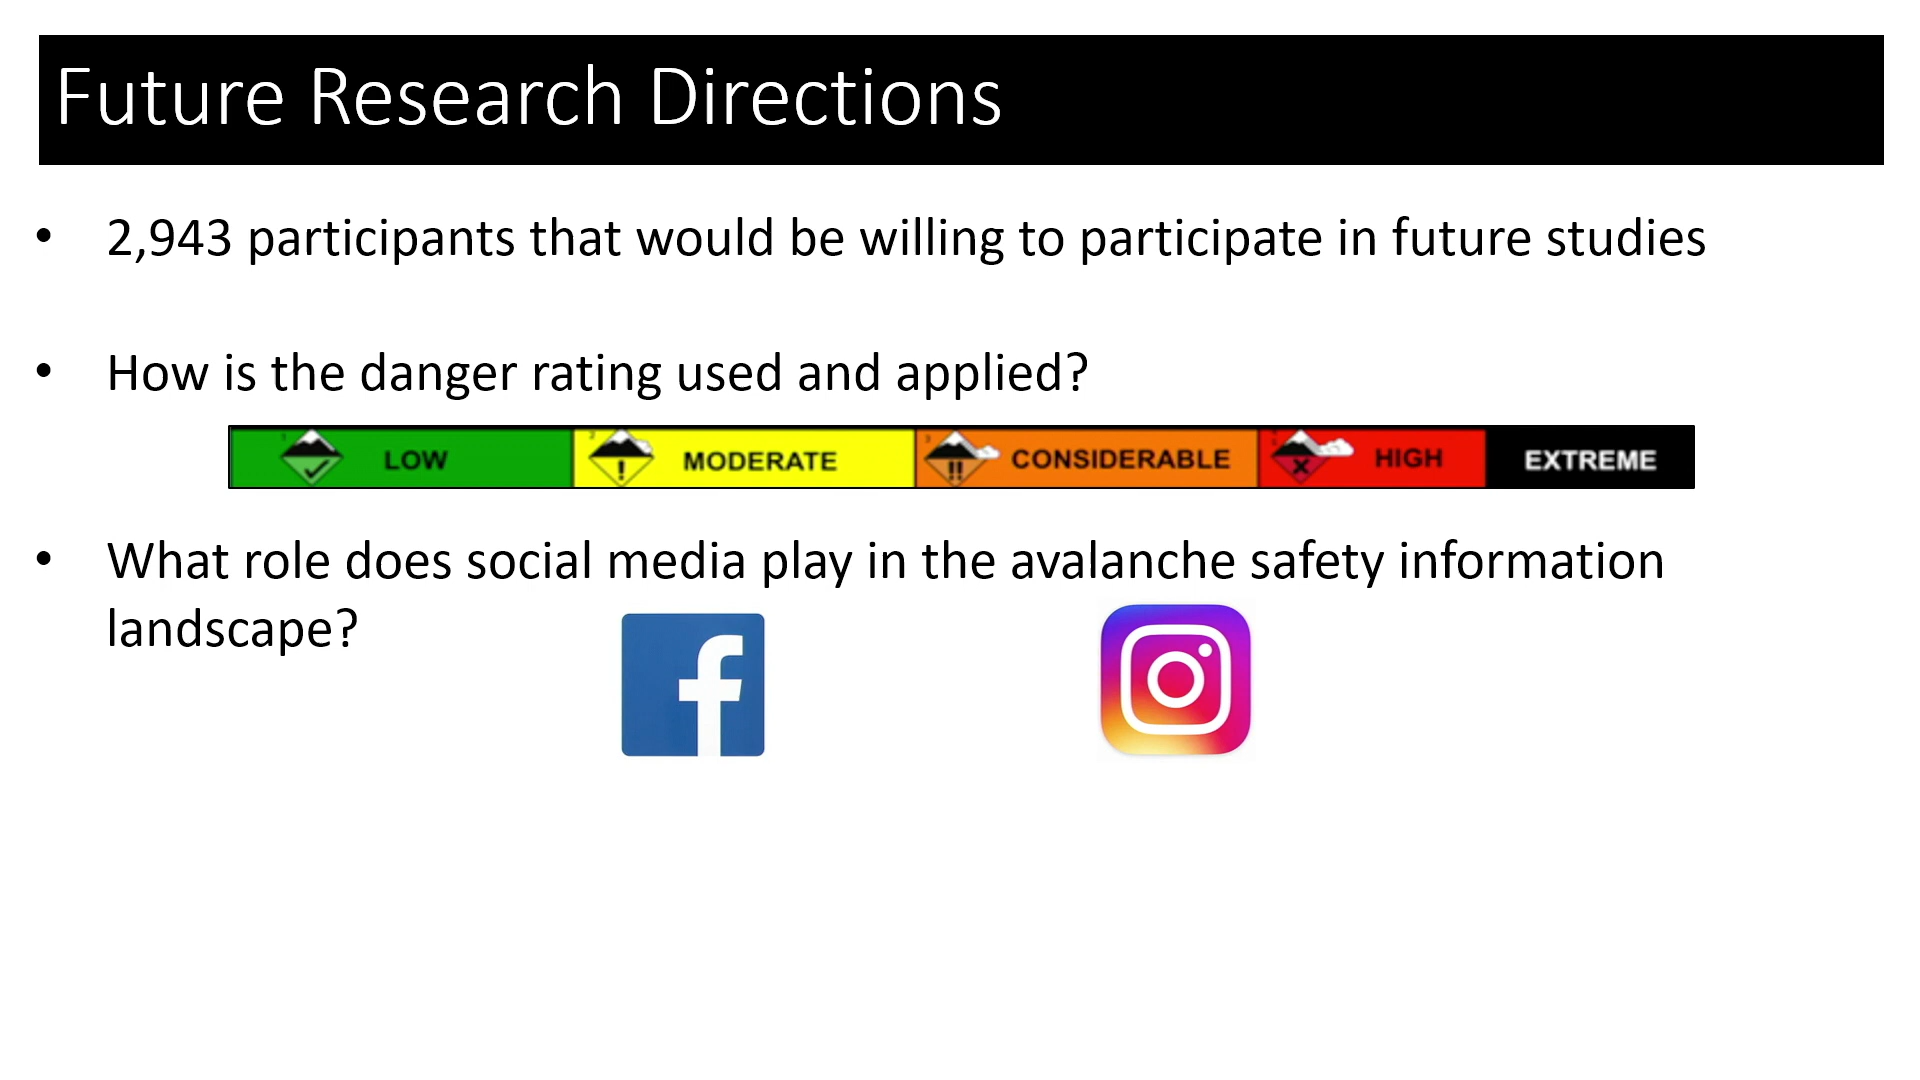 Future Research Directions
• 2,943 participants that would be willing to participate in future studies
• How is the danger rating used and applied?
LOW MODERATE CONSIDERABLE HIGH EXTREME
• What role does social media play in the avalanche safety information
landscape?